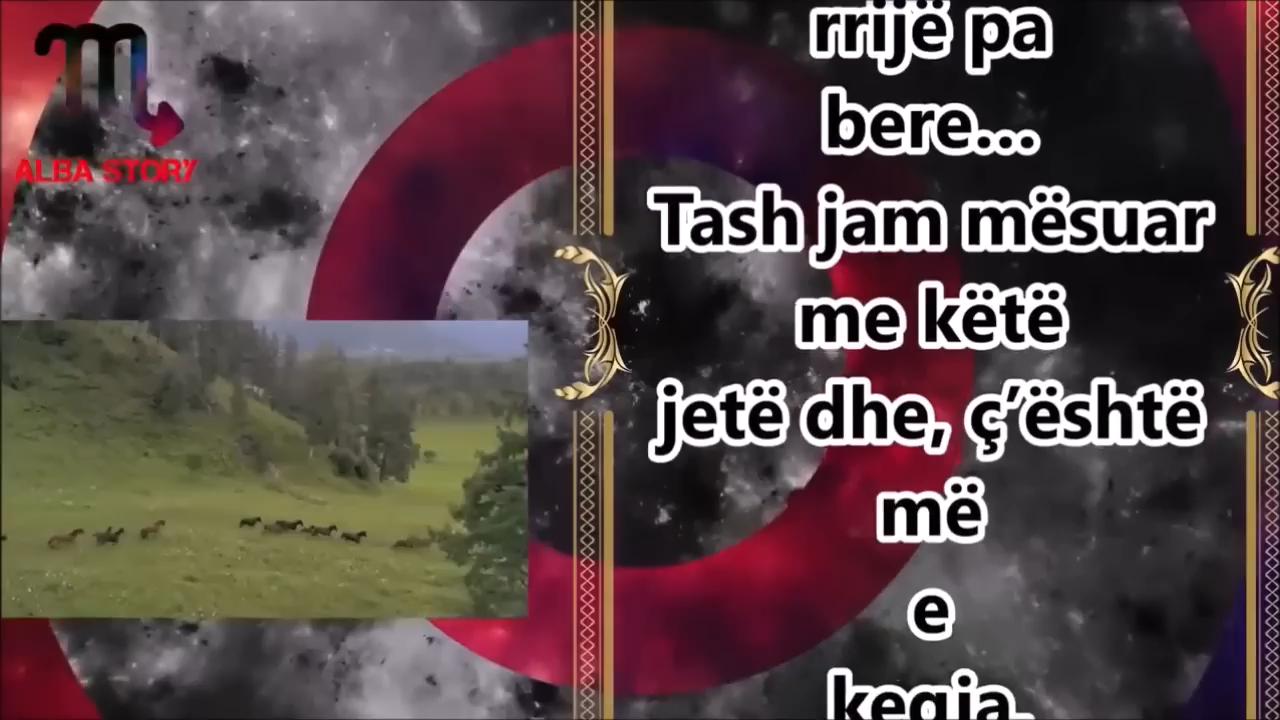 ALBA STORY
rrijë pa
bere...
Tash jam mësuar
me këtë
jetë dhe, ç’është
më
e
keqja,